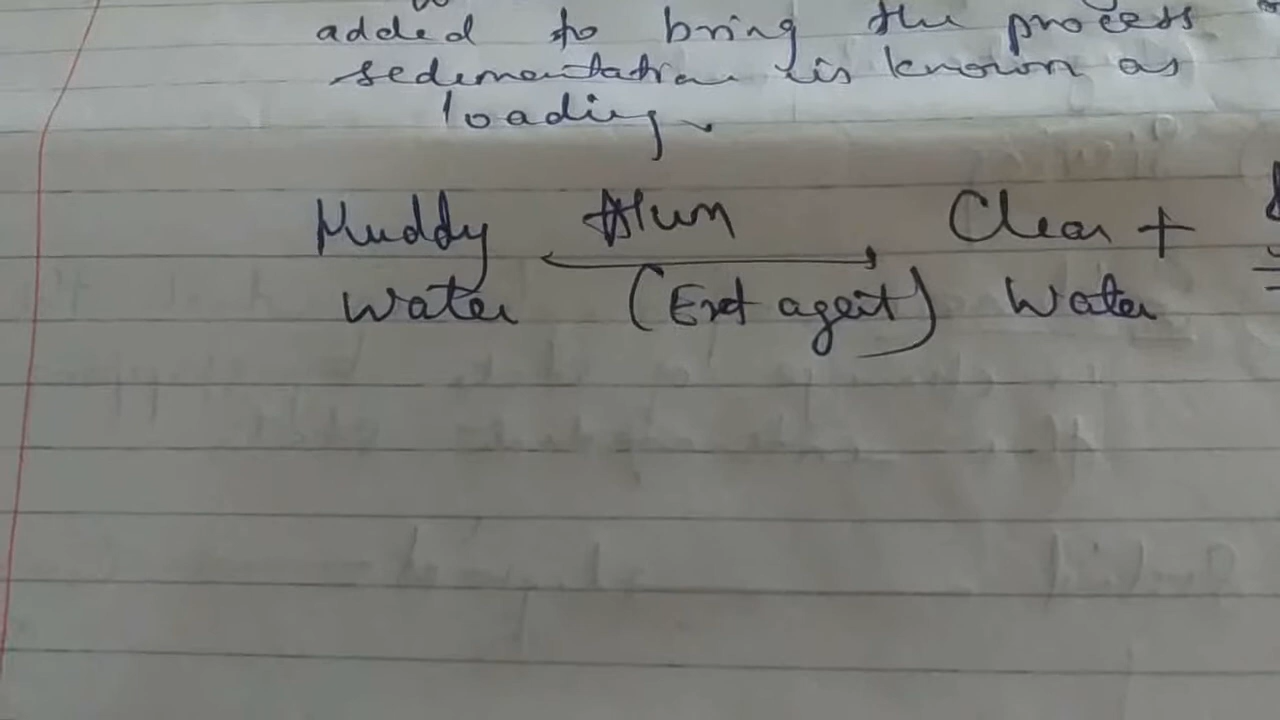 added to bring the process
sedimentation is known as
loading.
Muddy Alum Clear +
Water (Ext agent) Water